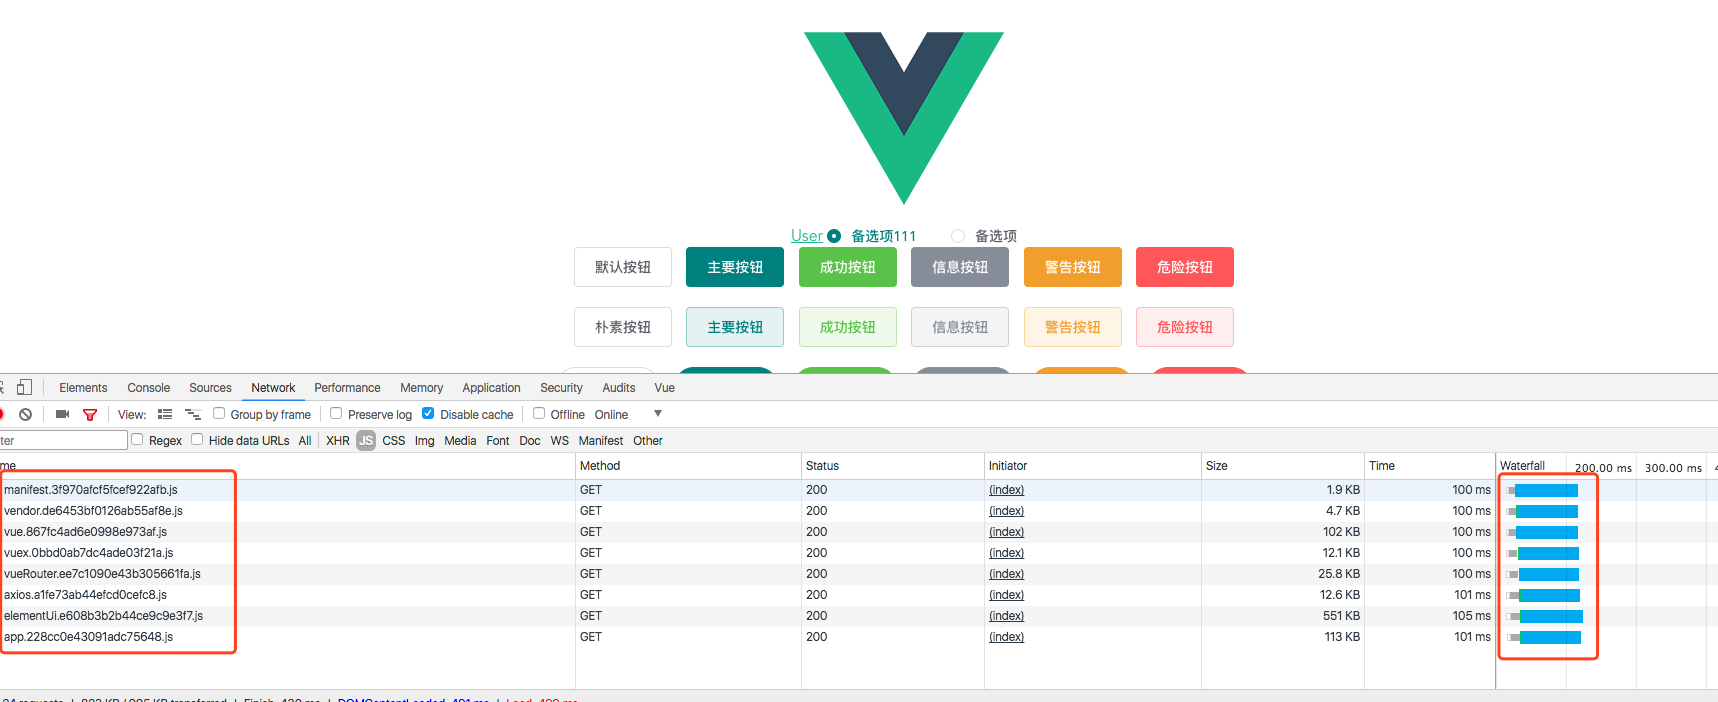 User 备选项111 备选项
默认按钮 主要按钮 成功按钮 信息按钮 警告按钮 危险按钮
朴素按钮 主要按钮 成功按钮 信息按钮 警告按钮 危险按钮
Elements Console Sources Network Performance Memory Application Security Audits Vue
View: Group by frame Preserve log Disable cache Offline Online
ter Regex Hide data URLs All XHR JS CSS Img Media Font Doc WS Manifest Other
me Method Status Initiator Size Time Waterfall 200.00 ms 300.00 ms 4
manifest.3f970afcf5fcef922afb.js GET 200 (index) 1.9 KB 100 ms
vendor.de6453bf0126ab55af8e.js GET 200 (index) 4.7 KB 100 ms
vue.867fc4ad6e0998e973af.js GET 200 (index) 102 KB 100 ms
vuex.0bbd0ab7dc4ade03f21a.js GET 200 (index) 12.1 KB 100 ms
vueRouter.ee7c1090e43b305661fa.js GET 200 (index) 25.8 KB 100 ms
axios.a1fe73ab44efcd0cefc8.js GET 200 (index) 12.6 KB 101 ms
elementUi.e608b3b2b44ce9c9e3f7.js GET 200 (index) 551 KB 105 ms
app.228cc0e43091adc75648.js GET 200 (index) 113 KB 101 ms